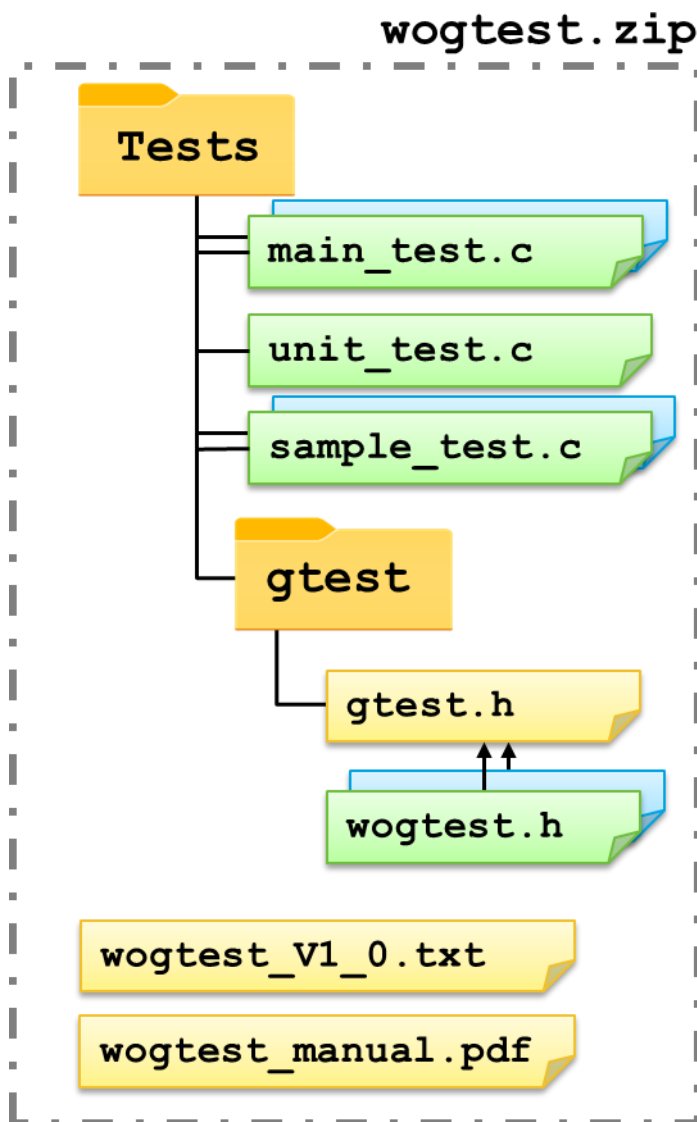 wogtest.zip
Tests
main_test.c
unit_test.c
sample_test.c
gtest
gtest.h
wogtest.h
wogtest_V1_0.txt
wogtest_manual.pdf